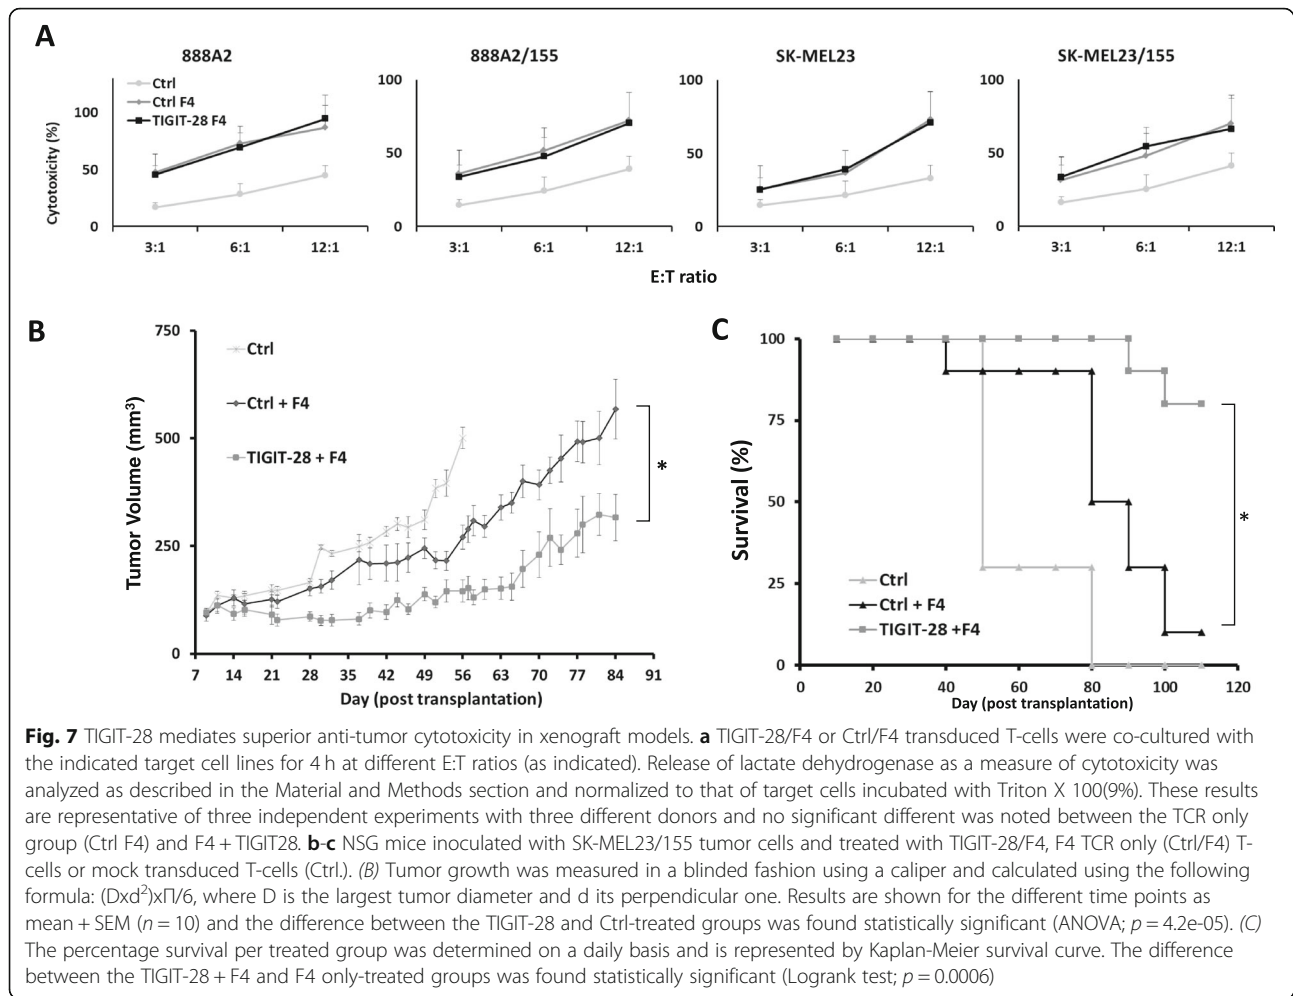 A
888A2
888A2/155
SK-MEL23
SK-MEL23/155
Ctrl
Ctrl F4
TIGIT-28 F4
Cytotoxicity (%)
100
50
0
3:1 6:1 12:1
100
50
0
3:1 6:1 12:1
100
50
0
3:1 6:1 12:1
100
50
0
3:1 6:1 12:1
E:T ratio
B
Tumor Volume (mm³)
750
500
250
0
Ctrl
Ctrl + F4
TIGIT-28 + F4
*
7 14 21 28 35 42 49 56 63 70 77 84 91
Day (post transplantation)
C
Survival (%)
100
75
50
25
0
Ctrl
Ctrl + F4
TIGIT-28 +F4
*
0 20 40 60 80 100 120
Day (post transplantation)
Fig. 7 TIGIT-28 mediates superior anti-tumor cytotoxicity in xenograft models. a TIGIT-28/F4 or Ctrl/F4 transduced T-cells were co-cultured with
the indicated target cell lines for 4 h at different E:T ratios (as indicated). Release of lactate dehydrogenase as a measure of cytotoxicity was
analyzed as described in the Material and Methods section and normalized to that of target cells incubated with Triton X 100(9%). These results
are representative of three independent experiments with three different donors and no significant different was noted between the TCR only
group (Ctrl F4) and F4 + TIGIT28. b-c NSG mice inoculated with SK-MEL23/155 tumor cells and treated with TIGIT-28/F4, F4 TCR only (Ctrl/F4) T-
cells or mock transduced T-cells (Ctrl.). (B) Tumor growth was measured in a blinded fashion using a caliper and calculated using the following
formula: (Dxd²)xΠ/6, where D is the largest tumor diameter and d its perpendicular one. Results are shown for the different time points as
mean + SEM (n = 10) and the difference between the TIGIT-28 and Ctrl-treated groups was found statistically significant (ANOVA; p = 4.2e-05). (C)
The percentage survival per treated group was determined on a daily basis and is represented by Kaplan-Meier survival curve. The difference
between the TIGIT-28 + F4 and F4 only-treated groups was found statistically significant (Logrank test; p = 0.0006)